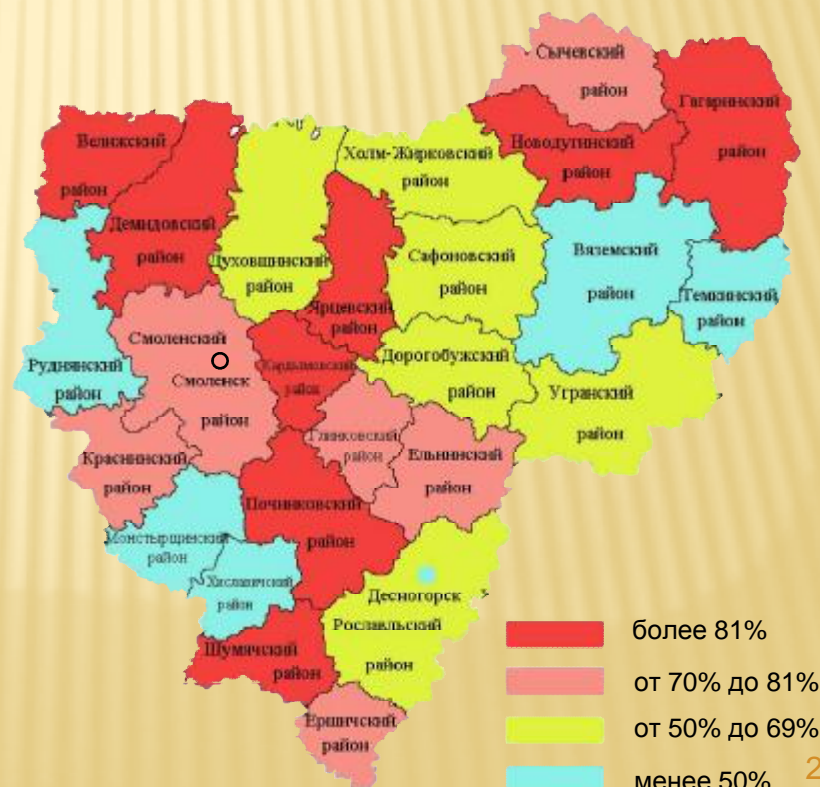 Сычевский
район
Гагаринский
район
Новодугинский
район
Велижский
район
Холм-Жирковский
район
Демидовский
район
Духовщинский
район
Сафоновский
район
Вяземский
район
Темкинский
район
Ярцевский
район
Смоленский
Смоленск
район
Руднянский
район
Кардымовский
район
Дорогобужский
район
Угранский
район
Глинковский
район
Ельнинский
район
Краснинский
район
Починковский
район
Монстырщинский
район
Хиславичский
район
Десногорск
Рославльский
район
Шумячский
район
Ершичский
район
более 81%
от 70% до 81%
от 50% до 69%
менее 50%
2